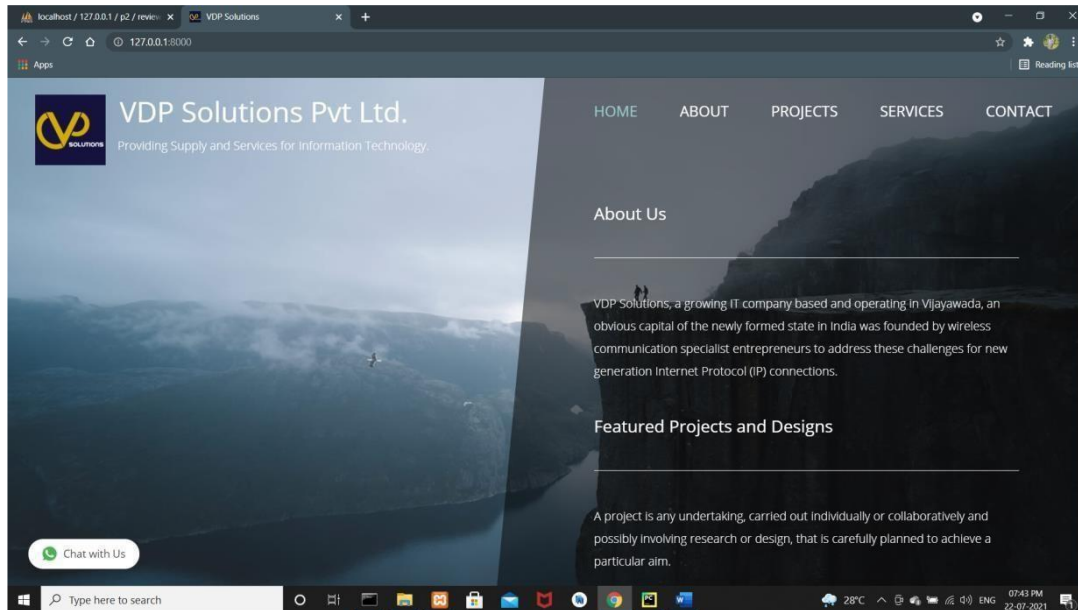 localhost / 127.0.0.1 / p2 / review
VDP Solutions
127.0.0.1:8000
Apps
Reading list
VP
SOLUTIONS
VDP Solutions Pvt Ltd.
Providing Supply and Services for Information Technology.
HOME ABOUT PROJECTS SERVICES CONTACT
About Us
VDP Solutions, a growing IT company based and operating in Vijayawada, an
obvious capital of the newly formed state in India was founded by wireless
communication specialist entrepreneurs to address these challenges for new
generation Internet Protocol (IP) connections.
Featured Projects and Designs
A project is any undertaking, carried out individually or collaboratively and
possibly involving research or design, that is carefully planned to achieve a
particular aim.
Chat with Us
Type here to search
28°C
ENG
07:43 PM
22-07-2021